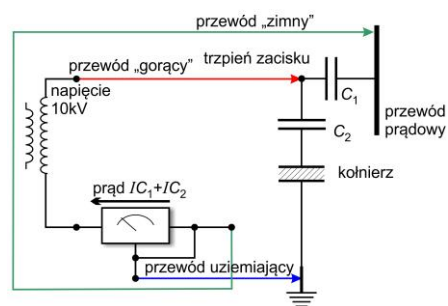 przewód „zimny”
przewód „gorący”
trzpień zacisku
napięcie
10kV
C1
przewód
prądowy
C2
kołnierz
prąd IC1+IC2
przewód uziemiający